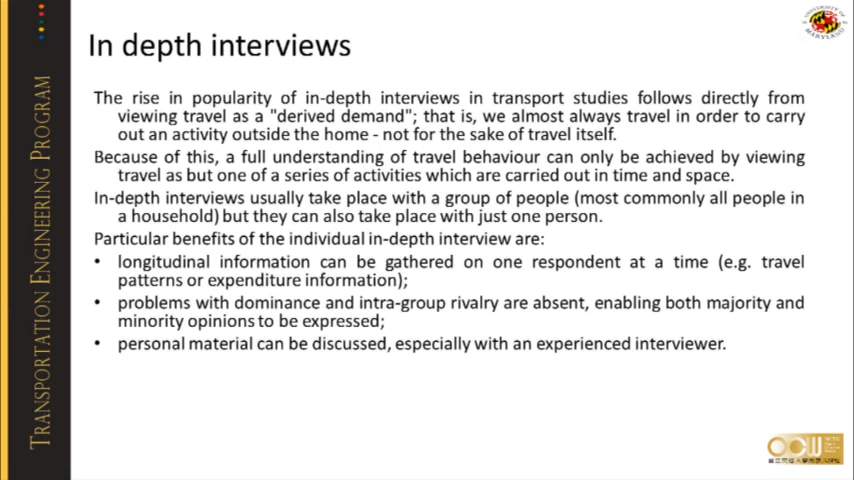 In depth interviews
The rise in popularity of in-depth interviews in transport studies follows directly from
viewing travel as a "derived demand"; that is, we almost always travel in order to carry
out an activity outside the home - not for the sake of travel itself.
Because of this, a full understanding of travel behaviour can only be achieved by viewing
travel as but one of a series of activities which are carried out in time and space.
In-depth interviews usually take place with a group of people (most commonly all people in
a household) but they can also take place with just one person.
Particular benefits of the individual in-depth interview are:
• longitudinal information can be gathered on one respondent at a time (e.g. travel
patterns or expenditure information);
• problems with dominance and intra-group rivalry are absent, enabling both majority and
minority opinions to be expressed;
• personal material can be discussed, especially with an experienced interviewer.
TRANSPORTATION ENGINEERING PROGRAM
UNIVERSITY OF
MARYLAND
OCW